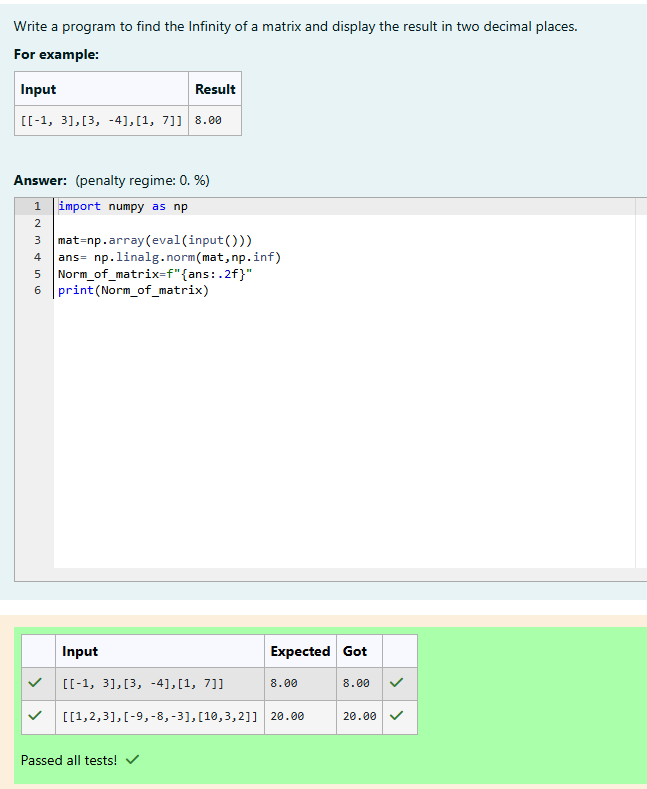 Write a program to find the Infinity of a matrix and display the result in two decimal places.
For example:
Input Result
[[-1, 3],[3, -4],[1, 7]] 8.00
Answer: (penalty regime: 0. %)
1 import numpy as np
2
3 mat=np.array(eval(input()))
4 ans= np.linalg.norm(mat,np.inf)
5 Norm_of_matrix=f"{ans:.2f}"
6 print(Norm_of_matrix)
Input Expected Got
[[-1, 3],[3, -4],[1, 7]] 8.00 8.00
[[1,2,3],[-9,-8,-3],[10,3,2]] 20.00 20.00
Passed all tests!